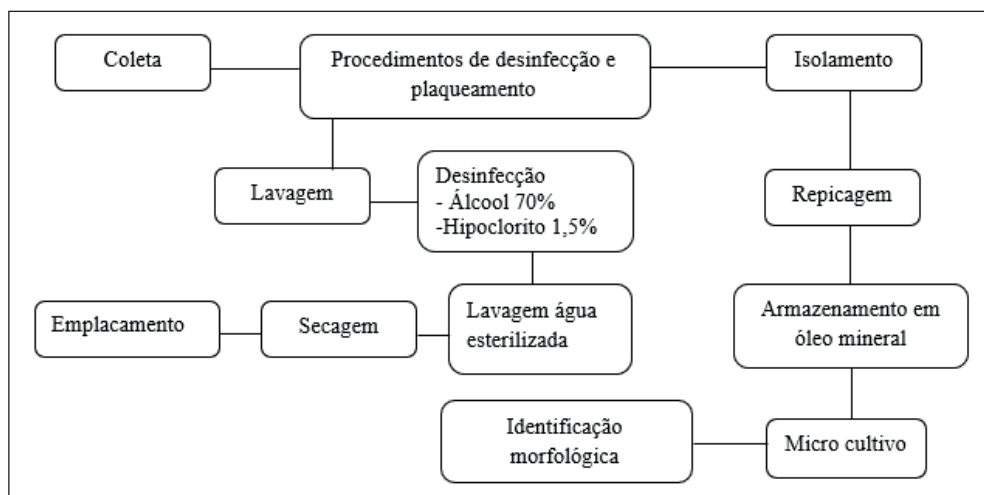 Coleta
Procedimentos de desinfecção e
plaqueamento
Isolamento
Lavagem
Desinfecção
- Álcool 70%
-Hipoclorito 1,5%
Repicagem
Emplacamento
Secagem
Lavagem água
esterilizada
Armazenamento em
óleo mineral
Identificação
morfológica
Micro cultivo